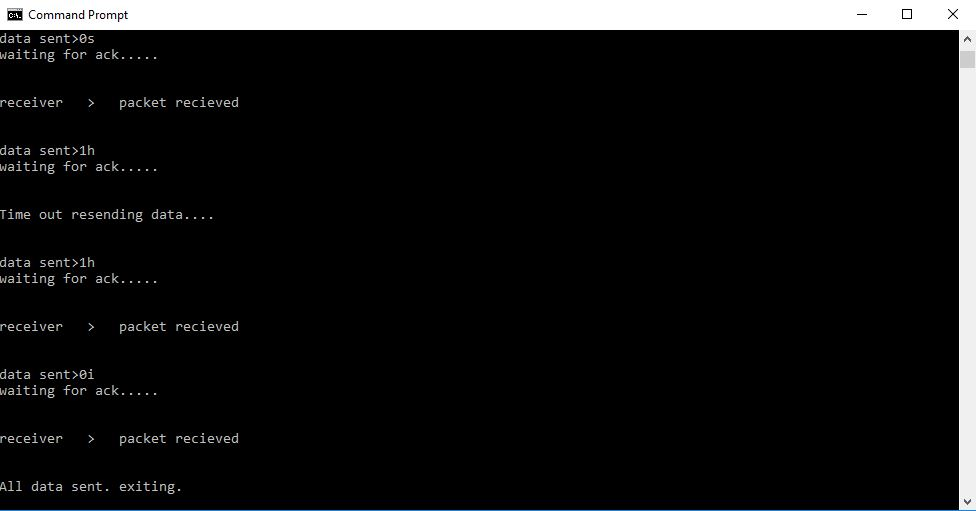 Command Prompt
data sent>0s
waiting for ack.....
receiver   >   packet recieved
data sent>1h
waiting for ack.....
Time out resending data....
data sent>1h
waiting for ack.....
receiver   >   packet recieved
data sent>0i
waiting for ack.....
receiver   >   packet recieved
All data sent. exiting.